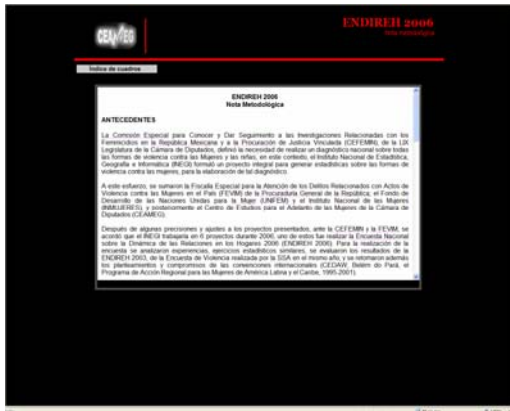 CEAMEG
ENDIREH 2006
Nota metodológica
Índice de cuadros
ENDIREH 2006
Nota Metodológica
ANTECEDENTES
La Comisión Especial para Conocer y Dar Seguimiento a las Investigaciones Relacionadas con los
Feminicidios en la República Mexicana y a la Procuración de Justicia Vinculada (CEFEMIN), de la LIX
Legislatura de la Cámara de Diputados, definió la necesidad de realizar un diagnóstico nacional sobre todas
las formas de violencia contra las Mujeres y las niñas, en este contexto, el Instituto Nacional de Estadística,
Geografía e Informática (INEGI) formuló un proyecto integral para generar estadísticas sobre las formas de
violencia contra las mujeres, para la elaboración de tal diagnóstico.
A este esfuerzo, se sumaron la Fiscalía Especial para la Atención de los Delitos Relacionados con Actos de
Violencia contra las Mujeres en el País (FEVIM) de la Procuraduría General de la República, el Fondo de
Desarrollo de las Naciones Unidas para la Mujer (UNIFEM) y el Instituto Nacional de las Mujeres
(INMUJERES), y posteriormente el Centro de Estudios para el Adelanto de las Mujeres de la Cámara de
Diputados (CEAMEG).
Después de algunas precisiones y ajustes a los proyectos presentados, ante la CEFEMIN y la FEVIM, se
acordó que el INEGI trabajaría en 6 proyectos durante 2006, uno de estos fue realizar la Encuesta Nacional
sobre la Dinámica de las Relaciones en los Hogares 2006 (ENDIREH 2006). Para la realización de la
encuesta se analizaron experiencias, ejercicios estadísticos similares, se evaluaron los resultados de la
ENDIREH 2003, de la Encuesta de Violencia realizada por la SSA en el mismo año, y se retomaron además
los planteamientos y compromisos de las convenciones internacionales (CEDAW, Belém do Pará, el
Programa de Acción Regional para las Mujeres de América Latina y el Caribe, 1995-2001).